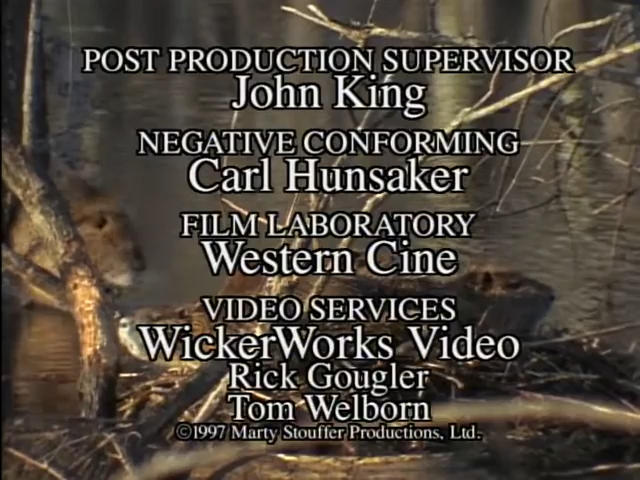 POST PRODUCTION SUPERVISOR
John King
NEGATIVE CONFORMING
Carl Hunsaker
FILM LABORATORY
Western Cine
VIDEO SERVICES
WickerWorks Video
Rick Gougler
Tom Welborn
©1997 Marty Stouffer Productions, Ltd.